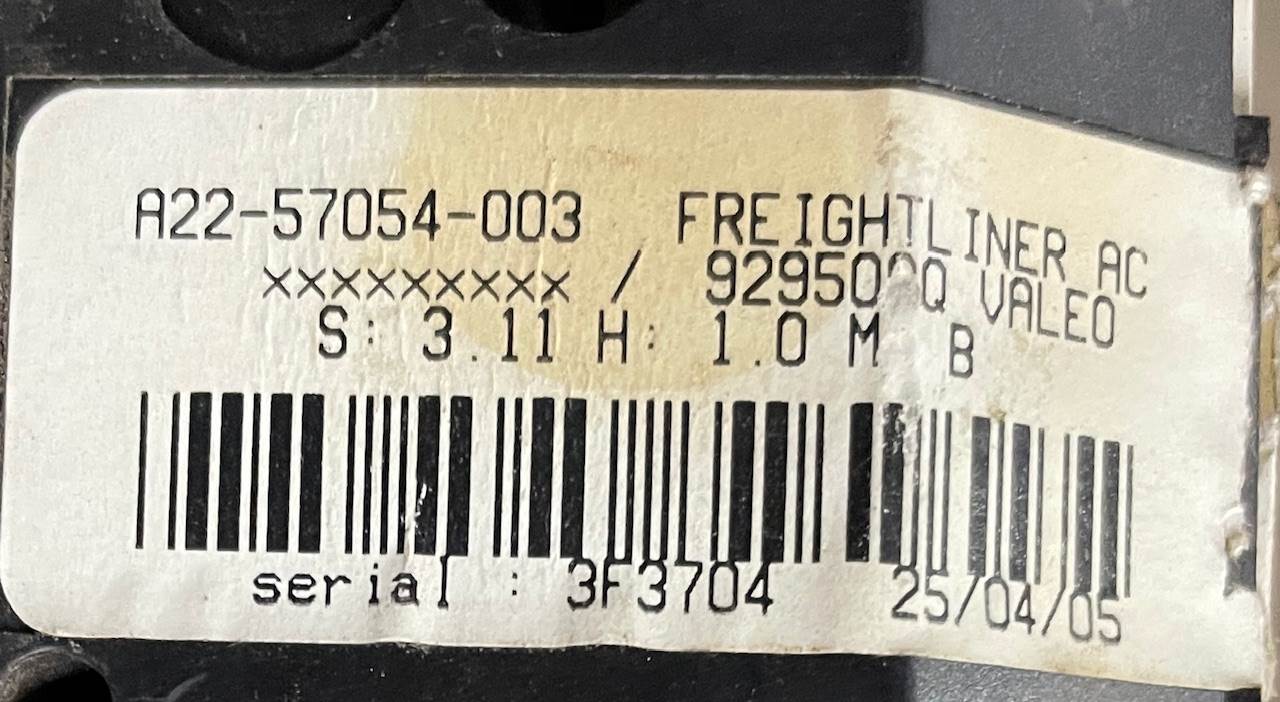 A22-57054-003 FREIGHTLINER AC
xxxxxxxxx / VALEO
S: 3.11 H: 1.0 M B
serial : 3F3704 25/04/05